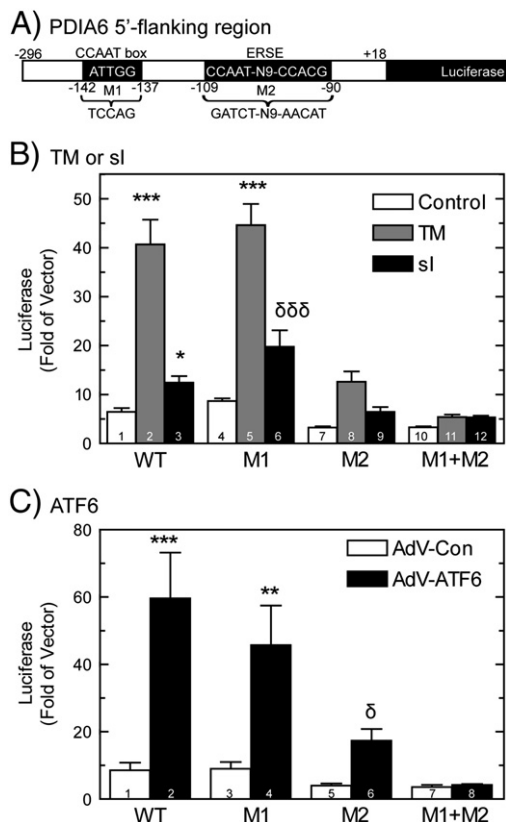 A) PDIA6 5’-flanking region
-296 CCAAT box ERSE +18
ATTGG CCAAT-N9-CCACG Luciferase
-142 M1 -137 -109 M2 -90
TCCAG GATCT-N9-AACAT
B) TM or sI
Luciferase
(Fold of Vector)
50
40
30
20
10
0
*** * *** δδδ
Control
TM
sI
1 2 3 4 5 6 7 8 9 10 11 12
WT M1 M2 M1+M2
C) ATF6
Luciferase
(Fold of Vector)
80
60
40
20
0
*** ** δ
AdV-Con
AdV-ATF6
1 2 3 4 5 6 7 8
WT M1 M2 M1+M2